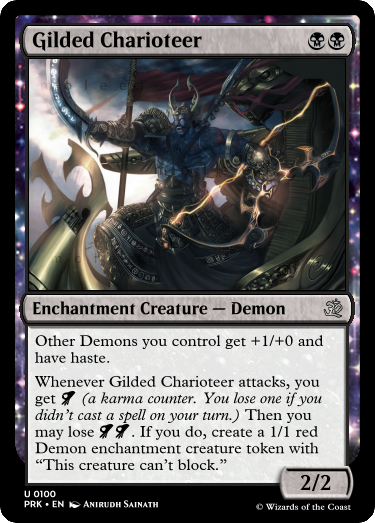 Gilded Charioteer
Enchantment Creature — Demon
Other Demons you control get +1/+0 and
have haste.
Whenever Gilded Charioteer attacks, you
get (a karma counter. You lose one if you
didn't cast a spell on your turn.) Then you
may lose . If you do, create a 1/1 red
Demon enchantment creature token with
“This creature can't block.”
2/2
U 0100
PRK • EN Anirudh Sainath
© Wizards of the Coast